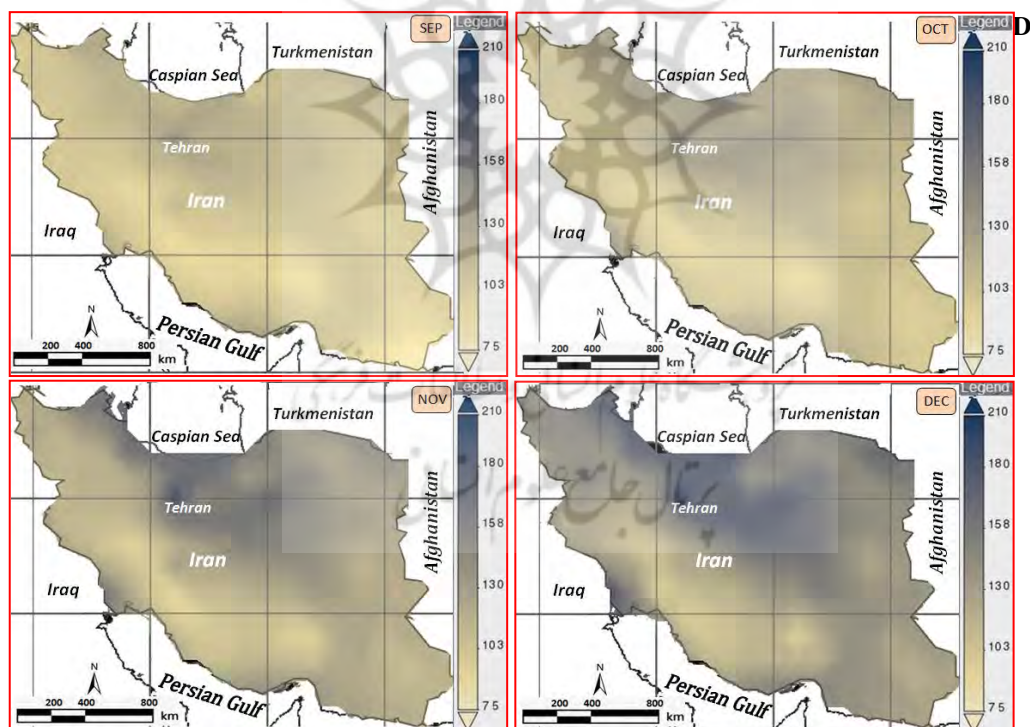 SEP
Legend
Turkmenistan
Caspian Sea
Tehran
Iran
Iraq
Afghanistan
Persian Gulf
N
200 400 800
km
210
180
158
130
103
75
OCT
Legend
D
Turkmenistan
Caspian Sea
Tehran
Iran
Iraq
Afghanistan
Persian Gulf
N
200 400 800
km
210
180
158
130
103
75
NOV
Legend
Turkmenistan
Caspian Sea
Tehran
Iran
Iraq
Afghanistan
Persian Gulf
N
200 400 800
km
210
180
158
130
103
75
DEC
Legend
Turkmenistan
Caspian Sea
Tehran
Iran
Iraq
Afghanistan
Persian Gulf
N
200 400 800
km
210
180
158
130
103
75
پرتال جامع علوم انسانی